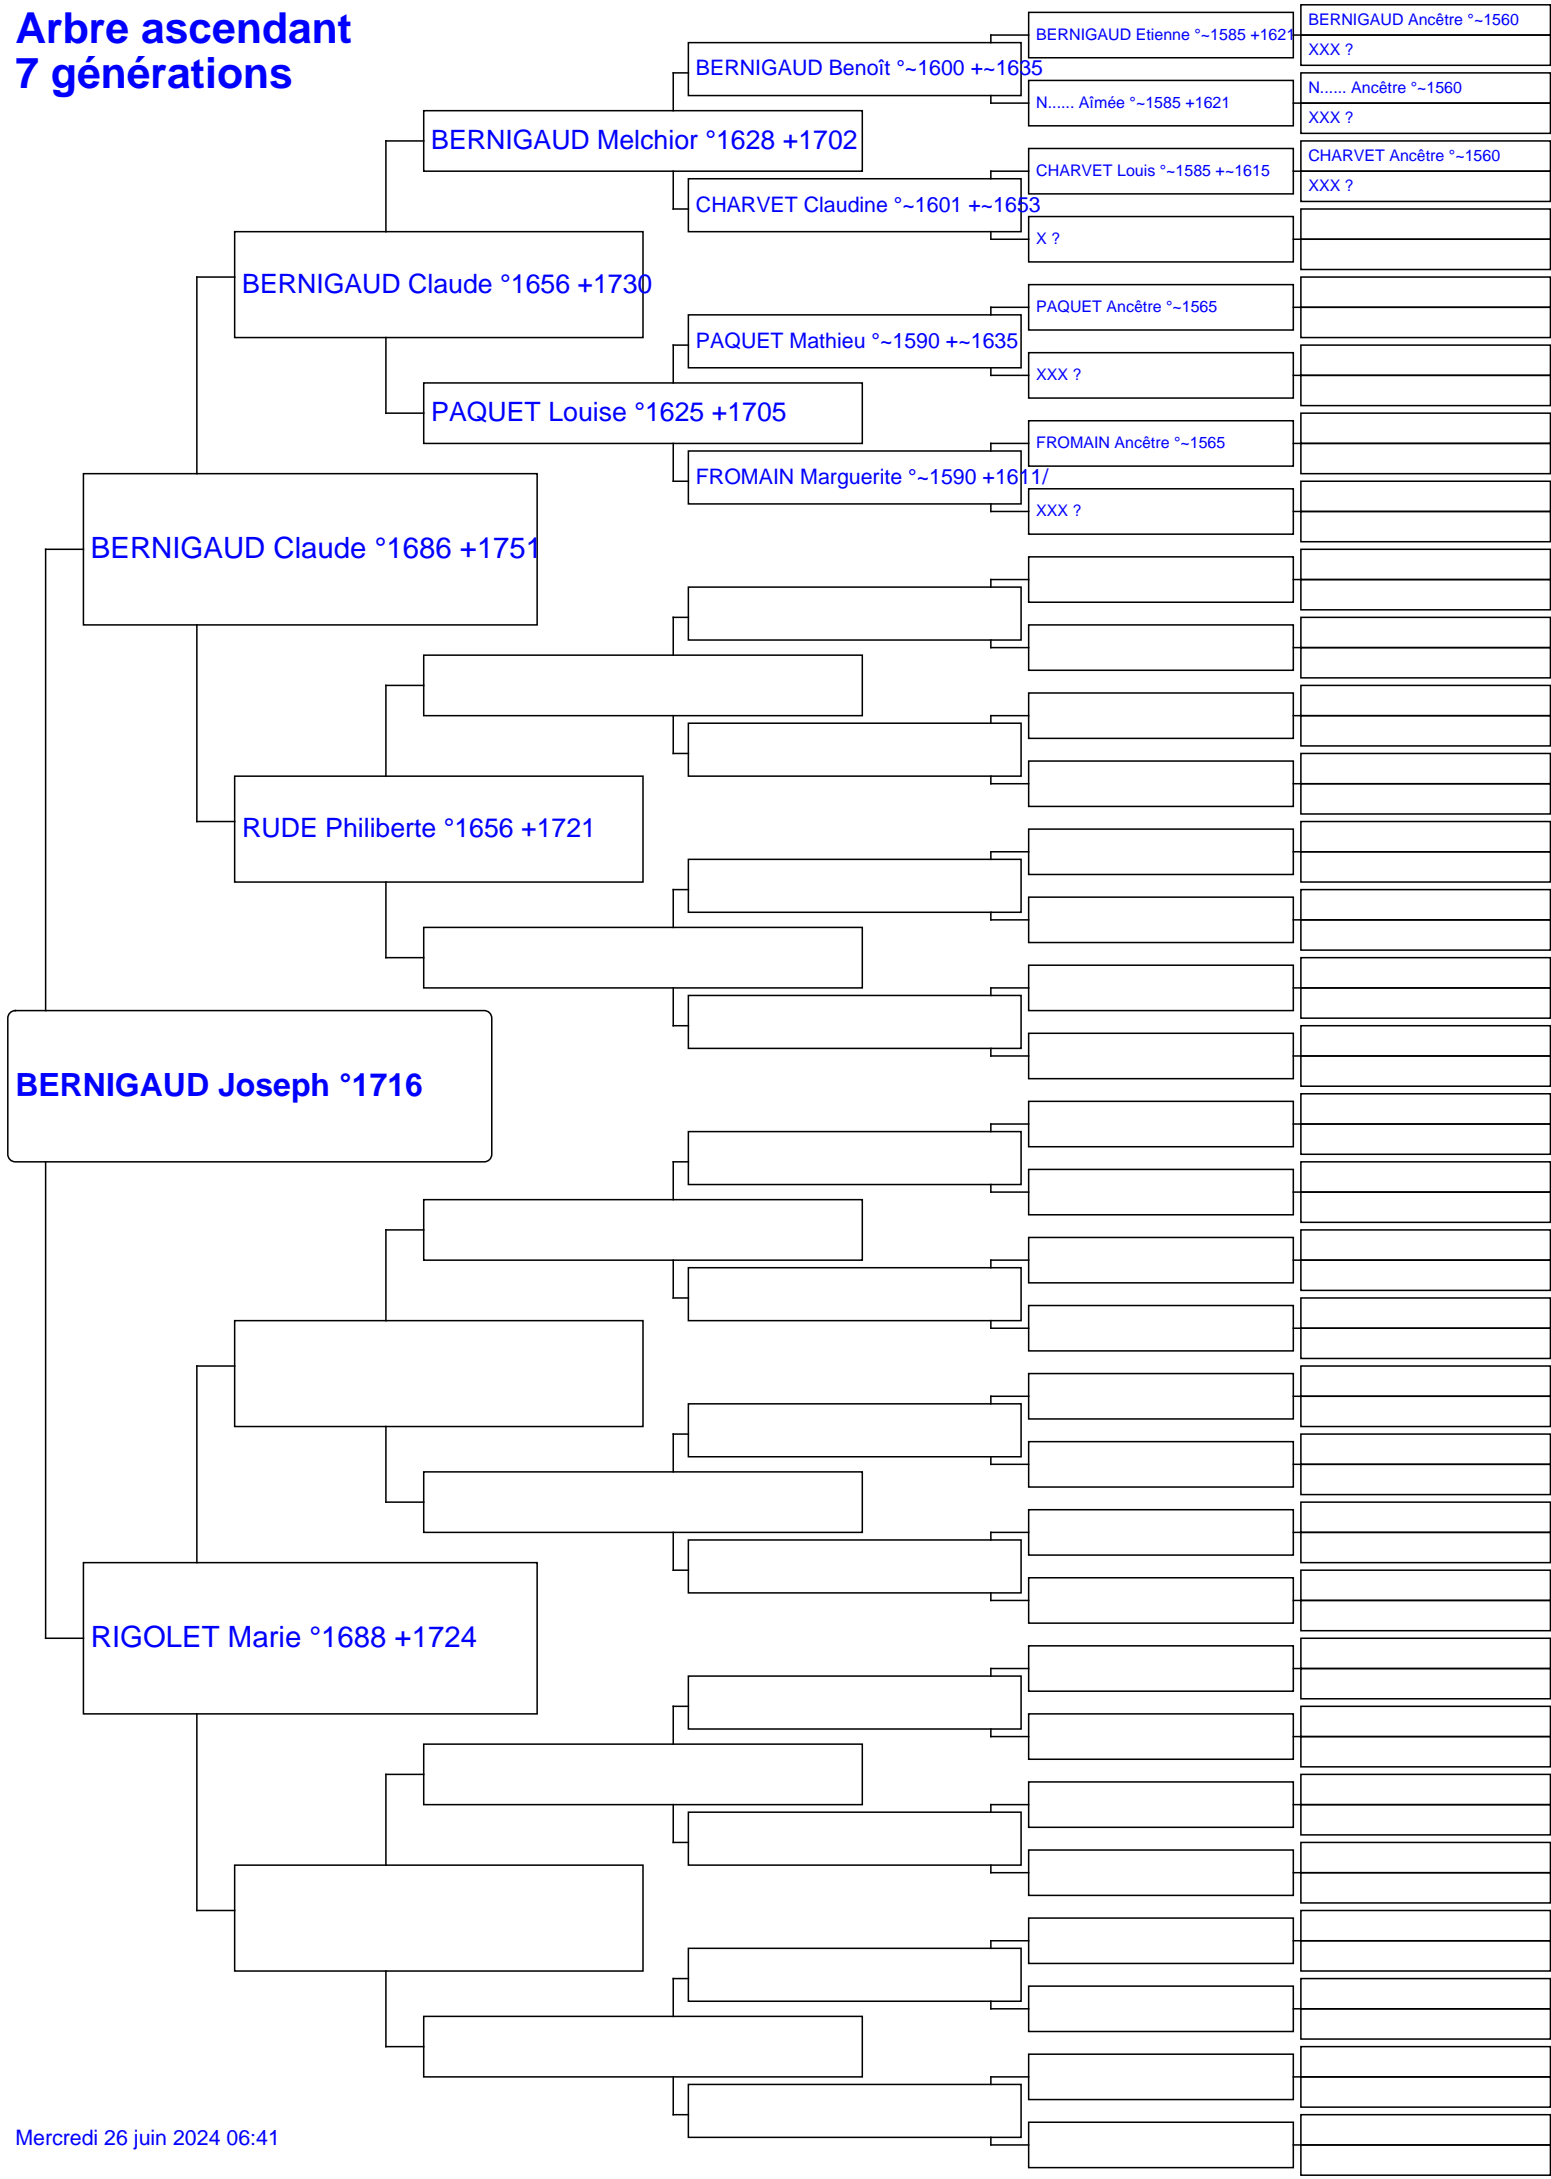 Arbre ascendant
7 générations
BERNIGAUD Etienne °~1585 +1621
BERNIGAUD Ancêtre °~1560
XXX ?
BERNIGAUD Benoît °~1600 +~1635
N...... Aîmée °~1585 +1621
N...... Ancêtre °~1560
XXX ?
BERNIGAUD Melchior °1628 +1702
CHARVET Louis °~1585 +~1615
CHARVET Ancêtre °~1560
XXX ?
CHARVET Claudine °~1601 +~1653
X ?
BERNIGAUD Claude °1656 +1730
PAQUET Ancêtre °~1565
PAQUET Mathieu °~1590 +~1635
XXX ?
PAQUET Louise °1625 +1705
FROMAIN Ancêtre °~1565
FROMAIN Marguerite °~1590 +1611/
XXX ?
BERNIGAUD Claude °1686 +1751
RUDE Philiberte °1656 +1721
BERNIGAUD Joseph °1716
RIGOLET Marie °1688 +1724
Mercredi 26 juin 2024 06:41